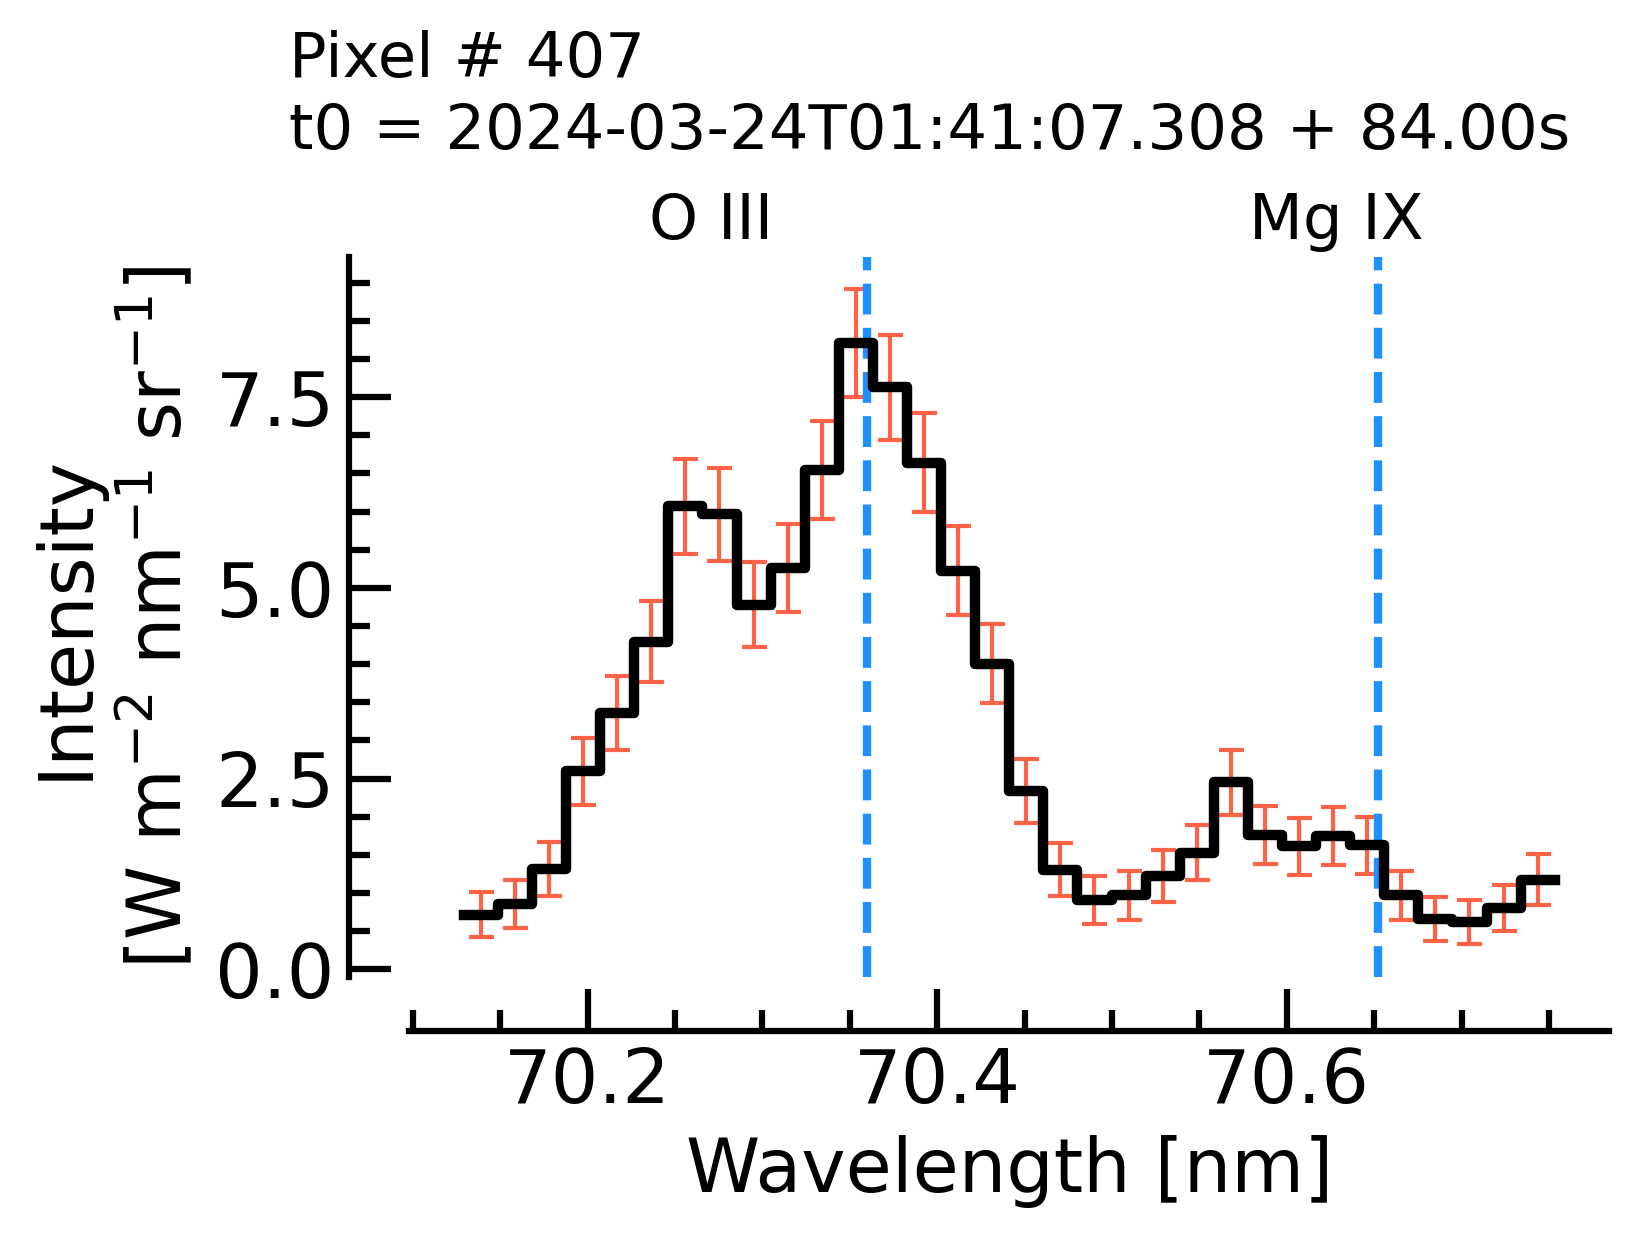 Pixel # 407
t0 = 2024-03-24T01:41:07.308 + 84.00s
O III
Mg IX
Intensity
[W m⁻² nm⁻¹ sr⁻¹]
7.5
5.0
2.5
0.0
70.2
70.4
70.6
Wavelength [nm]